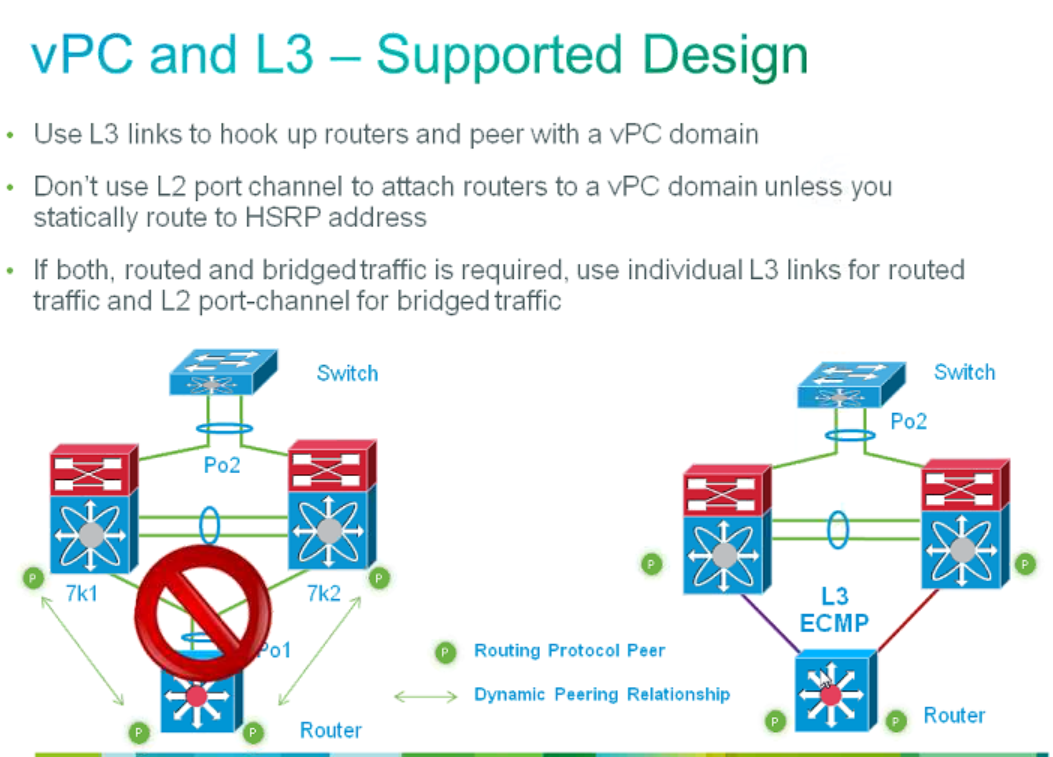 vPC and L3 – Supported Design
• Use L3 links to hook up routers and peer with a vPC domain
• Don't use L2 port channel to attach routers to a vPC domain unless you
statically route to HSRP address
• If both, routed and bridged traffic is required, use individual L3 links for routed
traffic and L2 port-channel for bridged traffic
Switch
Po2
7k1
7k2
P
P
Po1
P
P
Router
P Routing Protocol Peer
Dynamic Peering Relationship
Switch
Po2
P
P
L3
ECMP
P
P
Router